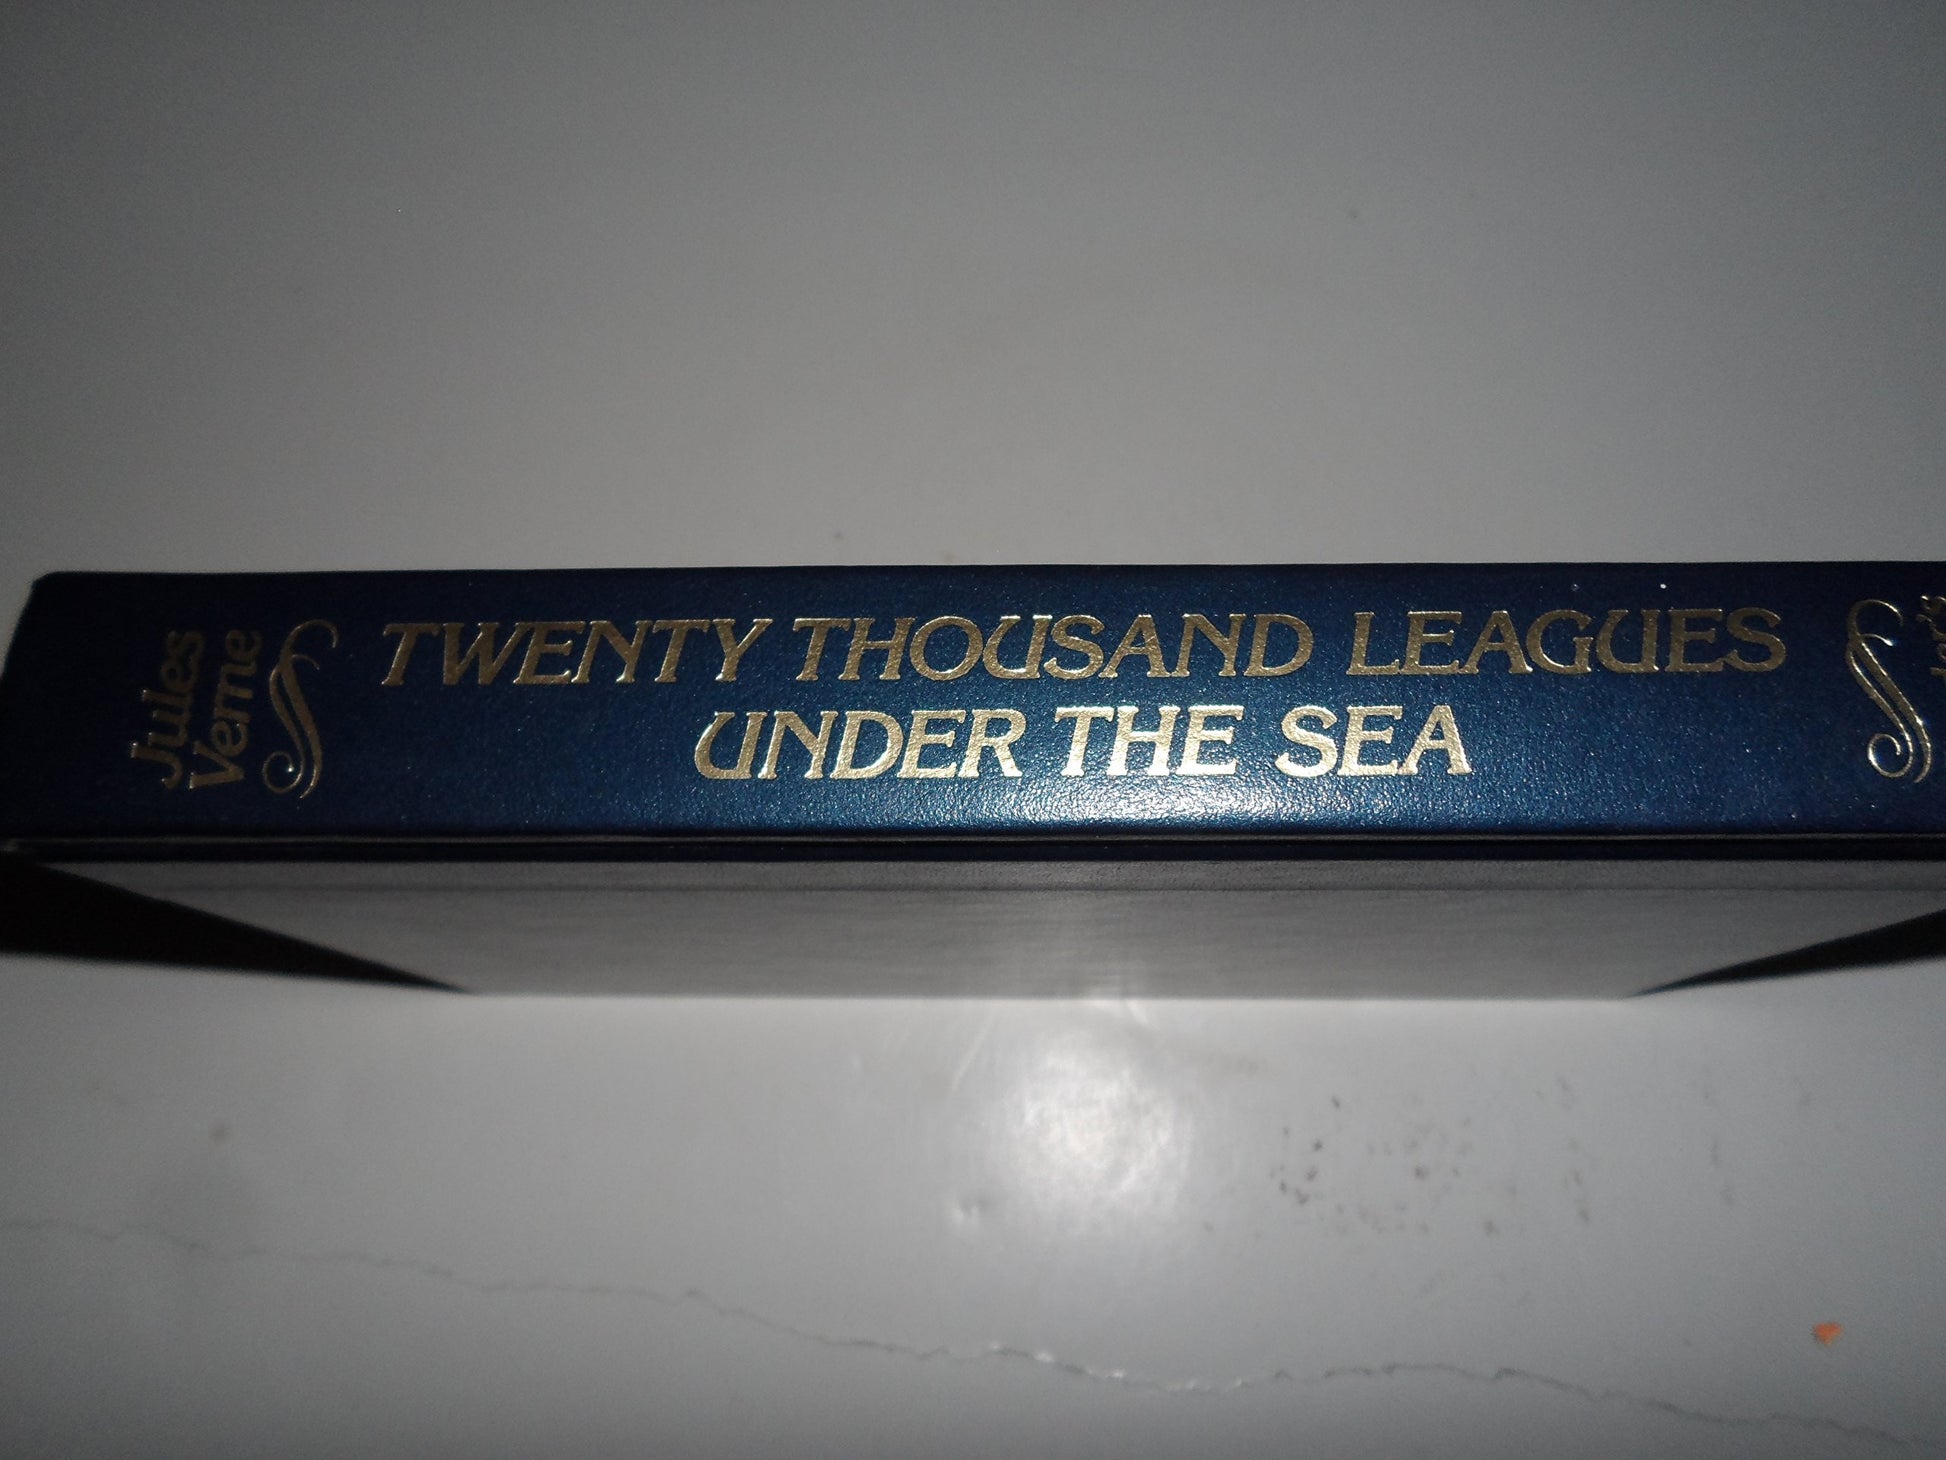 Jules
Verne
TWENTY THOUSAND LEAGUES
UNDER THE SEA